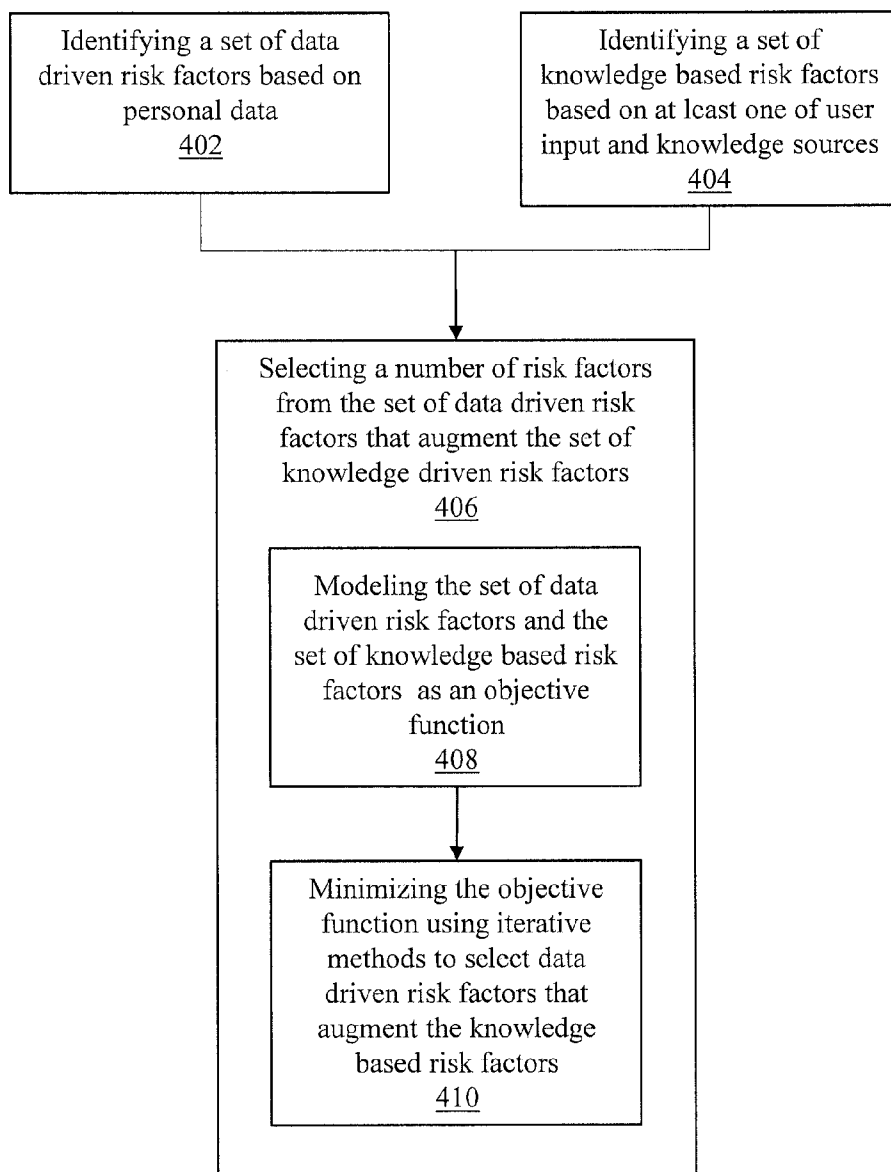 Identifying a set of data
driven risk factors based on
personal data
402
Identifying a set of
knowledge based risk factors
based on at least one of user
input and knowledge sources
404
Selecting a number of risk factors
from the set of data driven risk
factors that augment the set of
knowledge driven risk factors
406
Modeling the set of data
driven risk factors and the
set of knowledge based risk
factors as an objective
function
408
Minimizing the objective
function using iterative
methods to select data
driven risk factors that
augment the knowledge
based risk factors
410